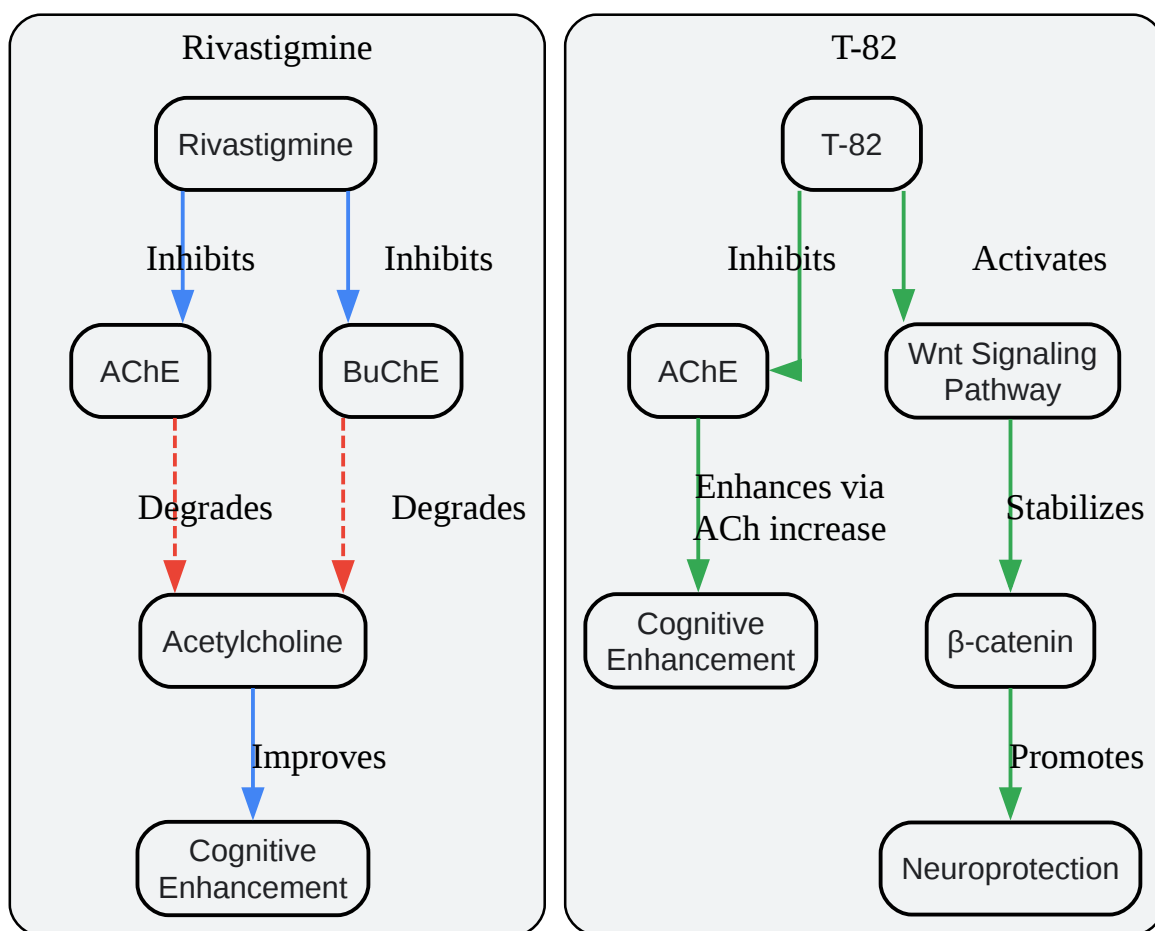 Rivastigmine
Rivastigmine
Inhibits
Inhibits
AChE
BuChE
Degrades
Degrades
Acetylcholine
Improves
Cognitive
Enhancement
T-82
T-82
Inhibits
Activates
AChE
Wnt Signaling
Pathway
Enhances via
ACh increase
Stabilizes
Cognitive
Enhancement
β-catenin
Promotes
Neuroprotection